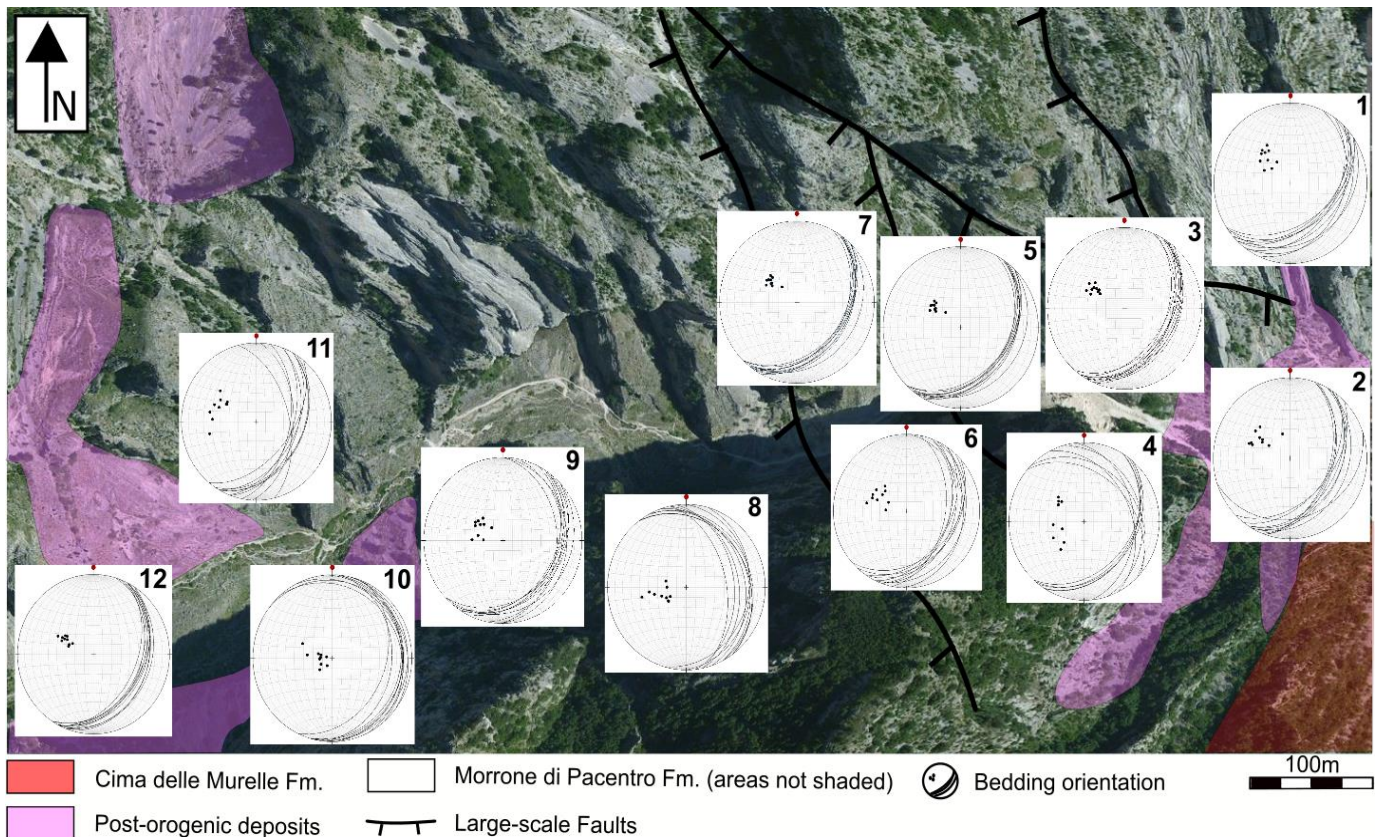 N
1
7
5
3
11
2
9
6
4
8
12
10
Cima delle Murelle Fm.
Morrone di Pacentro Fm. (areas not shaded)
Bedding orientation
100m
Post-orogenic deposits
Large-scale Faults